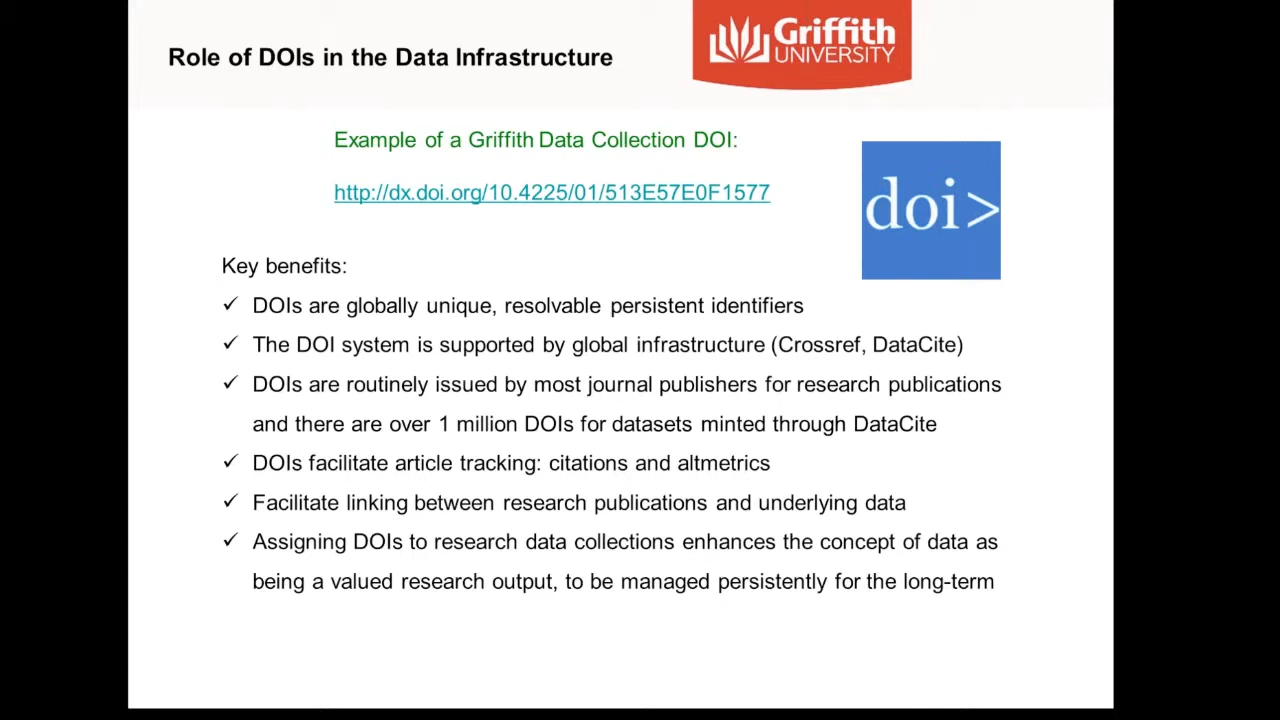 Role of DOIs in the Data Infrastructure
Griffith
UNIVERSITY
Example of a Griffith Data Collection DOI:
http://dx.doi.org/10.4225/01/513E57E0F1577
doi>
Key benefits:
✓ DOIs are globally unique, resolvable persistent identifiers
✓ The DOI system is supported by global infrastructure (Crossref, DataCite)
✓ DOIs are routinely issued by most journal publishers for research publications
and there are over 1 million DOIs for datasets minted through DataCite
✓ DOIs facilitate article tracking: citations and altmetrics
✓ Facilitate linking between research publications and underlying data
✓ Assigning DOIs to research data collections enhances the concept of data as
being a valued research output, to be managed persistently for the long-term